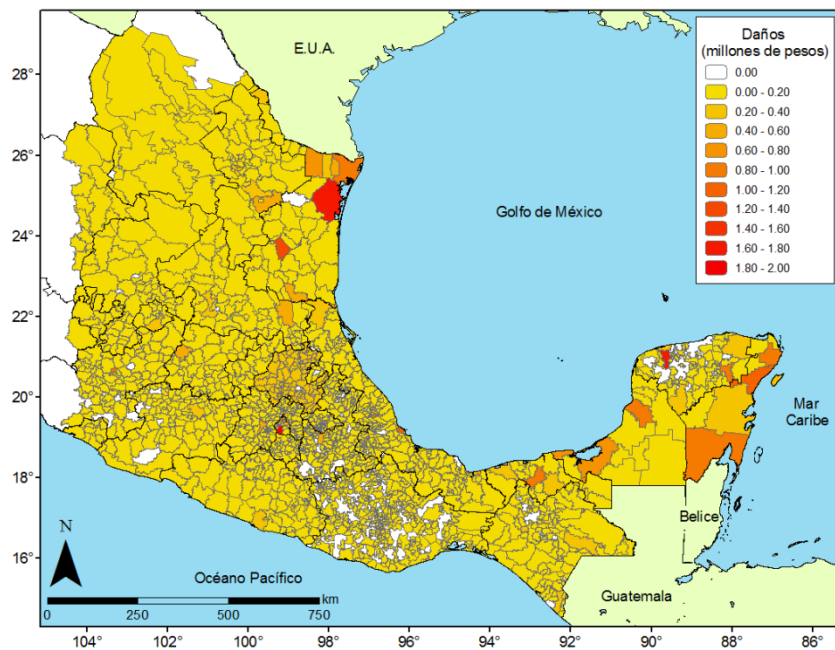 E.U.A.
Golfo de México
Mar
Caribe
Belice
Guatemala
Océano Pacífico
N
0 250 500 750
km
28°
26°
24°
22°
20°
18°
16°
104° 102° 100° 98° 96° 94° 92° 90° 88° 86°
Daños
(millones de pesos)
0.00
0.00 - 0.20
0.20 - 0.40
0.40 - 0.60
0.60 - 0.80
0.80 - 1.00
1.00 - 1.20
1.20 - 1.40
1.40 - 1.60
1.60 - 1.80
1.80 - 2.00